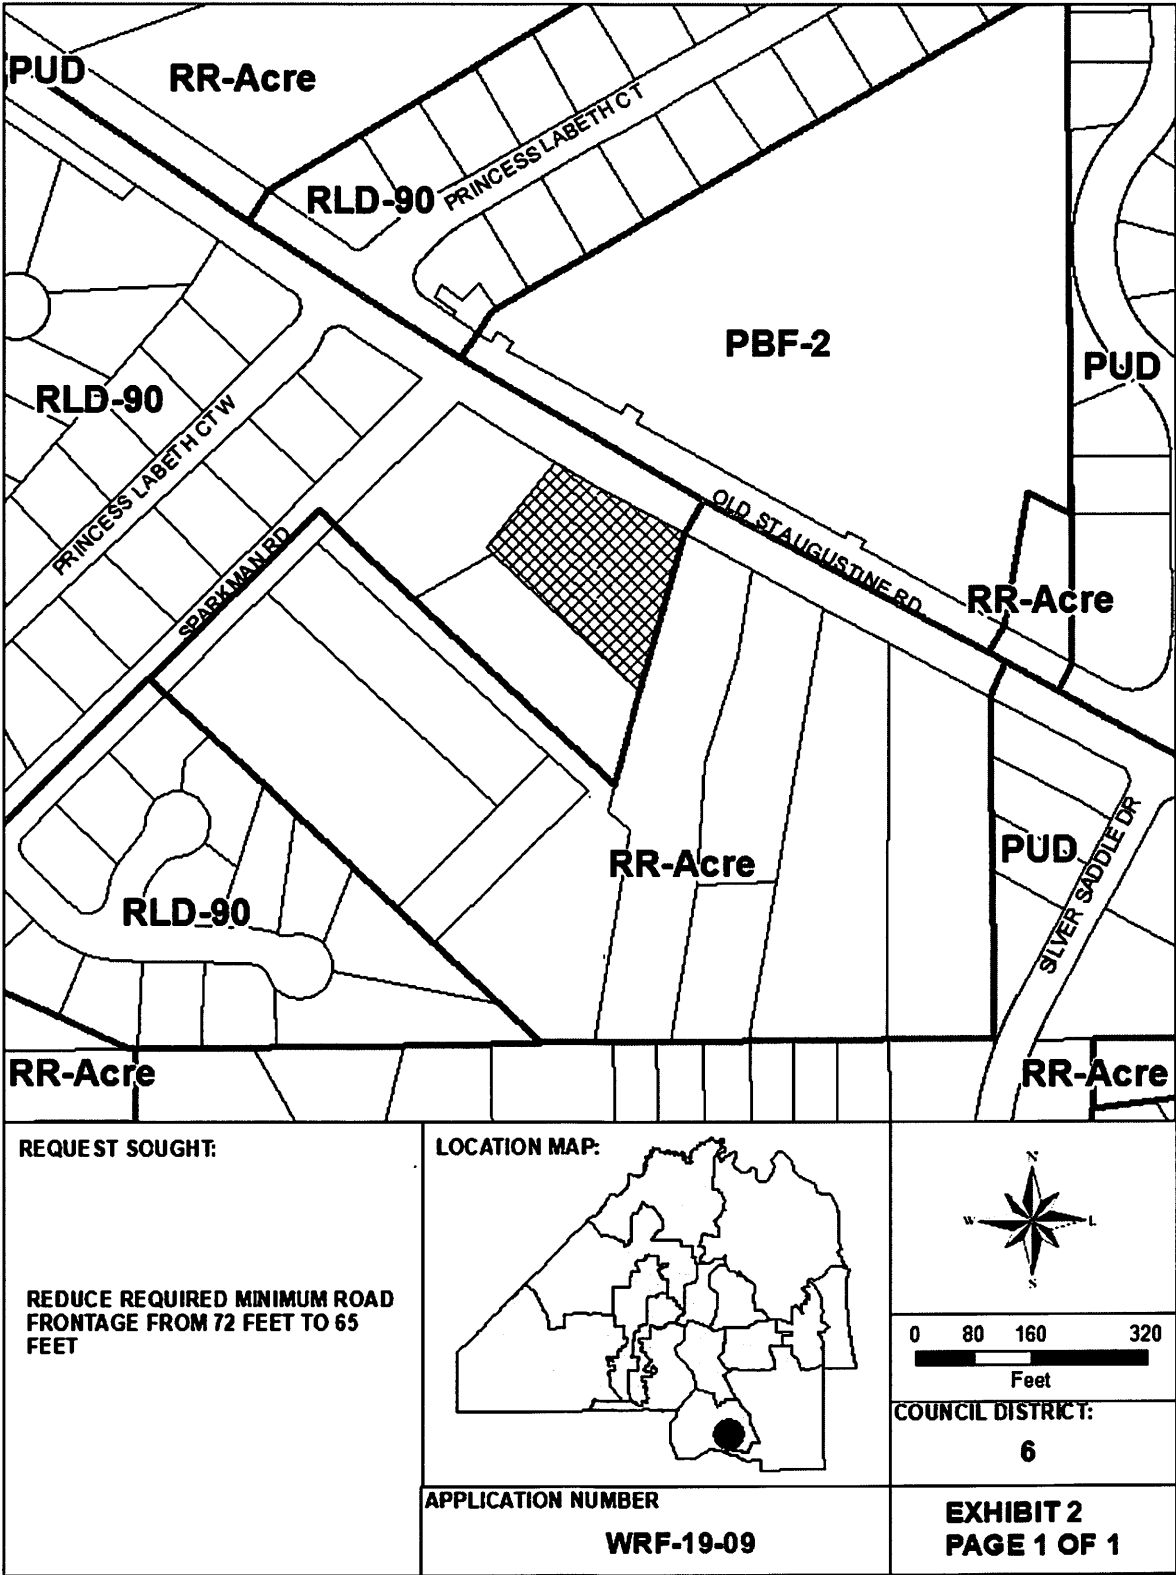 PUD
RR-Acre
PRINCESS LABETH CT
RLD-90
PBF-2
PUD
RLD-90
PRINCESS LABETH CT W
OLD ST AUGUSTINE RD
SPARKMAN RD
RR-Acre
RR-Acre
PUD
SILVER SADDLE DR
RLD-90
RR-Acre
RR-Acre
REQUEST SOUGHT:
REDUCE REQUIRED MINIMUM ROAD
FRONTAGE FROM 72 FEET TO 65
FEET
LOCATION MAP:
N
W
E
S
0 80 160 320
Feet
COUNCIL DISTRICT:
6
APPLICATION NUMBER
WRF-19-09
EXHIBIT 2
PAGE 1 OF 1